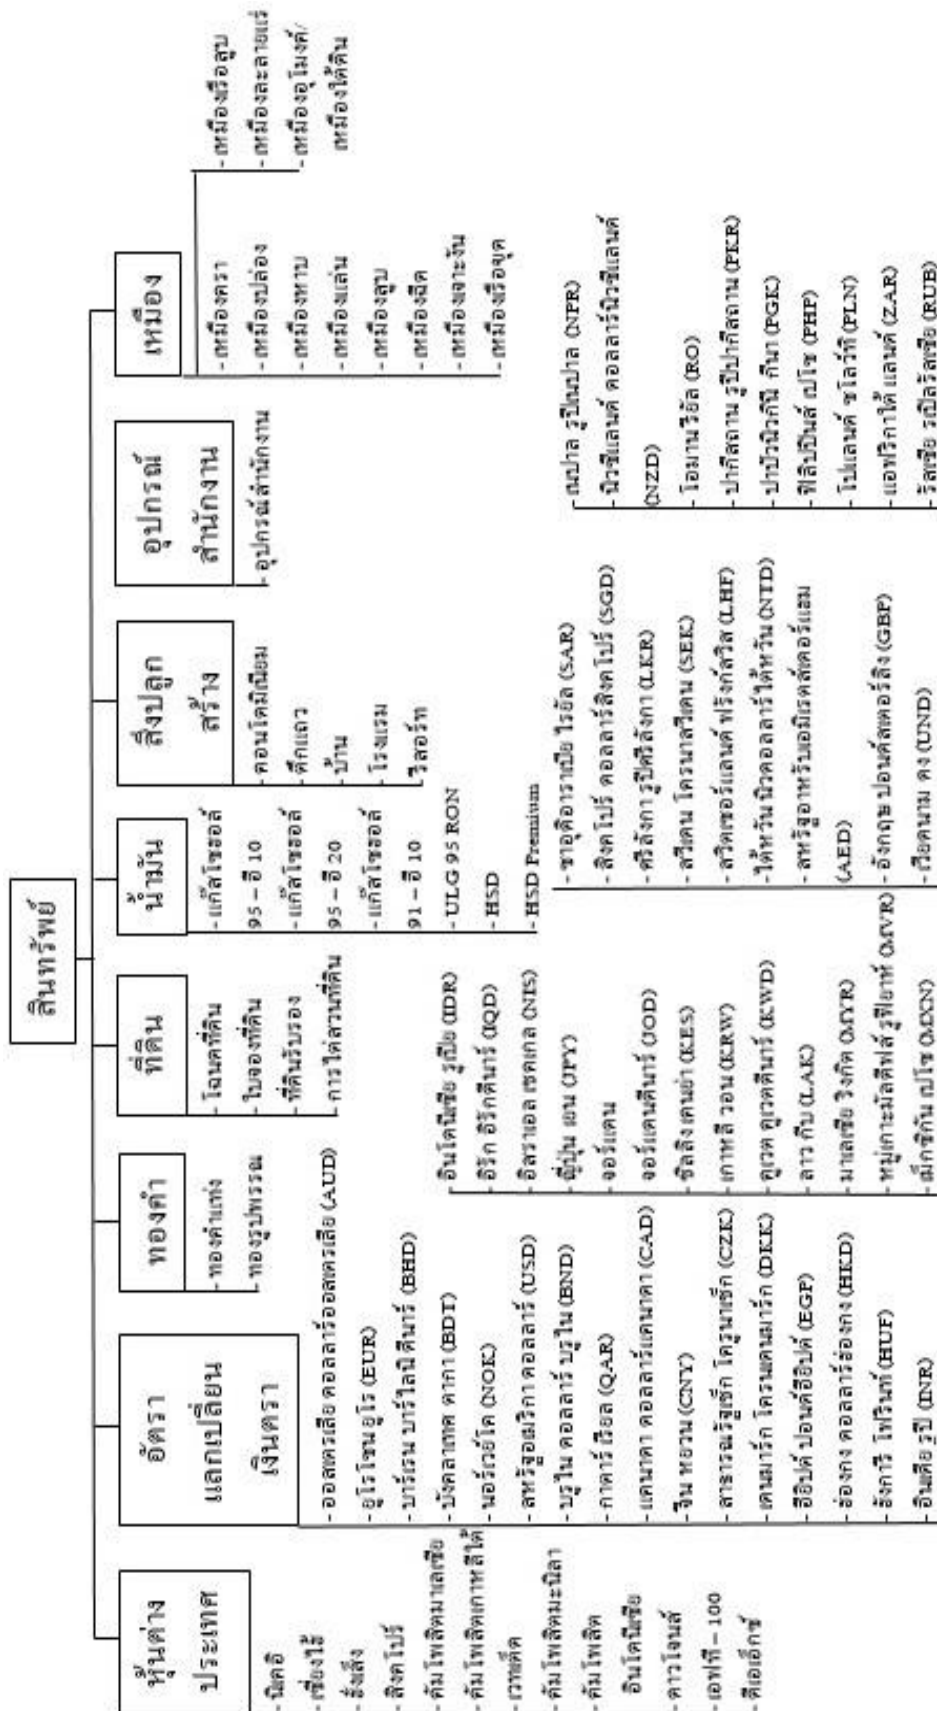 สินทรัพย์
หุ้นต่าง
ประเทศ
- นิเคอิ
- เซี่ยงไฮ้
- ฮั่งเส็ง
- สิงคโปร์
- คัมโพสิตมาเลเซีย
- คัมโพสิตเกาหลีใต้
- เวทเต็ด
- คัมโพสิตมะนิลา
- คัมโพสิต
อินโดนีเซีย
- ดาวโจนส์
- เอฟที – 100
- ดีเอเอ็กซ์
อัตรา
แลกเปลี่ยน
เงินตรา
- ออสเตรเลีย ดอลลาร์ออสเตรเลีย (AUD)
- ยูโรโซน ยูโร (EUR)
- บาร์เรน บาร์ไลนิ ดีนาร์ (BHD)
- บังคลาเทศ ตากา (BDT)
- นอร์เวย์โค (NOK)
- สหรัฐอเมริกา ดอลลาร์ (USD)
- บรูไน ดอลลาร์ บรูไน (BND)
- กาตาร์ เรียล (QAR)
- แคนาดา ดอลลาร์แคนาดา (CAD)
- จีน หยวน (CNY)
- สาธารณรัฐเช็ก โครูนาเช็ก (CZK)
- เดนมาร์ก โครนเดนมาร์ก (DKK)
- อียิปต์ ปอนด์อียิปต์ (EGP)
- ฮ่องกง ดอลลาร์ฮ่องกง (HKD)
- ฮังการี โฟรินท์ (HUF)
- อินเดีย รูปี (INR)
- อินโดนีเซีย รูเปีย (IDR)
- อิรัก อิรักดีนาร์ (IQD)
- อิสราเอล เชคเกล (NIS)
- ญี่ปุ่น เยน (JPY)
- จอร์แดน
จอร์แดนดีนาร์ (JOD)
- ชิลลิงเคนย่า (KES)
- เกาหลี วอน (KRW)
- คูเวต คูเวตดีนาร์ (KWD)
- ลาว กีบ (LAK)
- มาเลเซีย ริงกิต (MYR)
- หมู่เกาะมัลดีฟส์ รูฟิยาห์ (MVR)
- เม็กซิกัน เปโซ (MXN)
- ซาอุดิอาราเบีย ไรยัล (SAR)
- สิงคโปร์ ดอลลาร์สิงคโปร์ (SGD)
- ศรีลังกา รูปีศรีลังกา (LKR)
- สวีเดน โครนาสวีเดน (SEK)
- สวิตเซอร์แลนด์ ฟรังก์สวิส (LHF)
- ไต้หวัน นิวดอลลาร์ไต้หวัน (NTD)
- สหรัฐอาหรับเอมิเรตส์เดอร์แฮม
(AED)
- อังกฤษ ปอนด์สเตอร์ลิง (GBP)
- เวียดนาม ดง (UND)
- เนปาล รูปีเนปาล (NPR)
- นิวซีแลนด์ ดอลลาร์นิวซีแลนด์
(NZD)
- โอมาน ริยัล (RO)
- ปากีสถาน รูปีปากีสถาน (PKR)
- ปาปัวนิวกินี กีนา (PGK)
- ฟิลิปปินส์ เปโซ (PHP)
- โปแลนด์ ซโลว์ที (PLN)
- แอฟริกาใต้ แลนด์ (ZAR)
- รัสเซีย รูเบิลรัสเซีย (RUB)
ทองคำ
- ทองคำแท่ง
- ทองรูปพรรณ
ที่ดิน
- โฉนดที่ดิน
- ใบจองที่ดิน
ที่ดินรับรอง
- การไต่สวนที่ดิน
น้ำมัน
- แก๊สโซฮอล์
95 – อี 10
- แก๊สโซฮอล์
95 – อี 20
- แก๊สโซฮอล์
91 – อี 10
- ULG 95 RON
- HSD
- HSD Premium
สิ่งปลูก
สร้าง
- คอนโดมิเนียม
- ตึกแถว
- บ้าน
- โรงแรม
- รีสอร์ท
อุปกรณ์
สำนักงาน
- อุปกรณ์สำนักงาน
เหมือง
- เหมืองครา
- เหมืองปล่อง
- เหมืองหาบ
- เหมืองแล่น
- เหมืองสูบ
- เหมืองฉีด
- เหมืองเจาะงัน
- เหมืองเรือขุด
- เหมืองเรือสูบ
- เหมืองละลายแร่
- เหมืองอุโมงค์/
เหมืองใต้ดิน